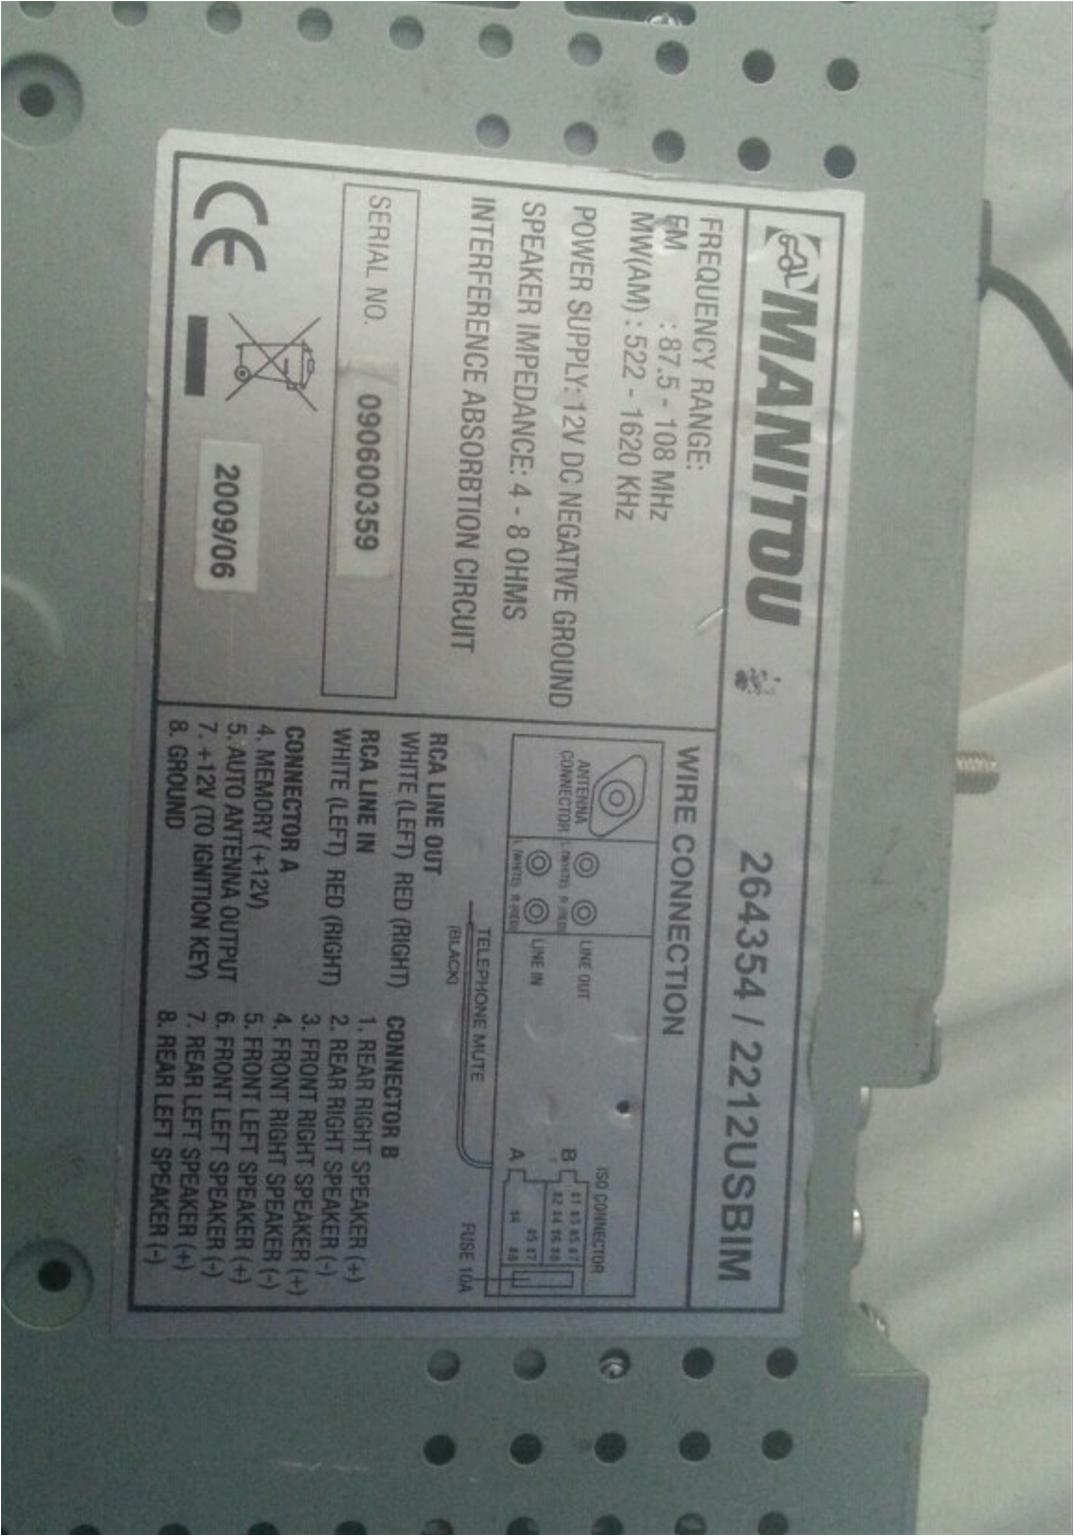 MANITOU
264354 / 2212USBIM
FREQUENCY RANGE:
FM : 87.5 - 108 MHz
MW(AM) : 522 - 1620 KHz
POWER SUPPLY: 12V DC NEGATIVE GROUND
SPEAKER IMPEDANCE: 4 - 8 OHMS
INTERFERENCE ABSORBTION CIRCUIT
SERIAL NO. 090600359
CE
2009/06
WIRE CONNECTION
ANTENNA
CONNECTOR
L (WHITE) R (RED)
LINE OUT
L (WHITE) R (RED)
LINE IN
ISO CONNECTOR
B
A
TELEPHONE MUTE
(BLACK)
FUSE 10A
RCA LINE OUT
WHITE (LEFT) RED (RIGHT)
RCA LINE IN
WHITE (LEFT) RED (RIGHT)
CONNECTOR A
4. MEMORY (+12V)
5. AUTO ANTENNA OUTPUT
7. +12V (TO IGNITION KEY)
8. GROUND
CONNECTOR B
1. REAR RIGHT SPEAKER (+)
2. REAR RIGHT SPEAKER (-)
3. FRONT RIGHT SPEAKER (+)
4. FRONT RIGHT SPEAKER (-)
5. FRONT LEFT SPEAKER (+)
6. FRONT LEFT SPEAKER (-)
7. REAR LEFT SPEAKER (+)
8. REAR LEFT SPEAKER (-)